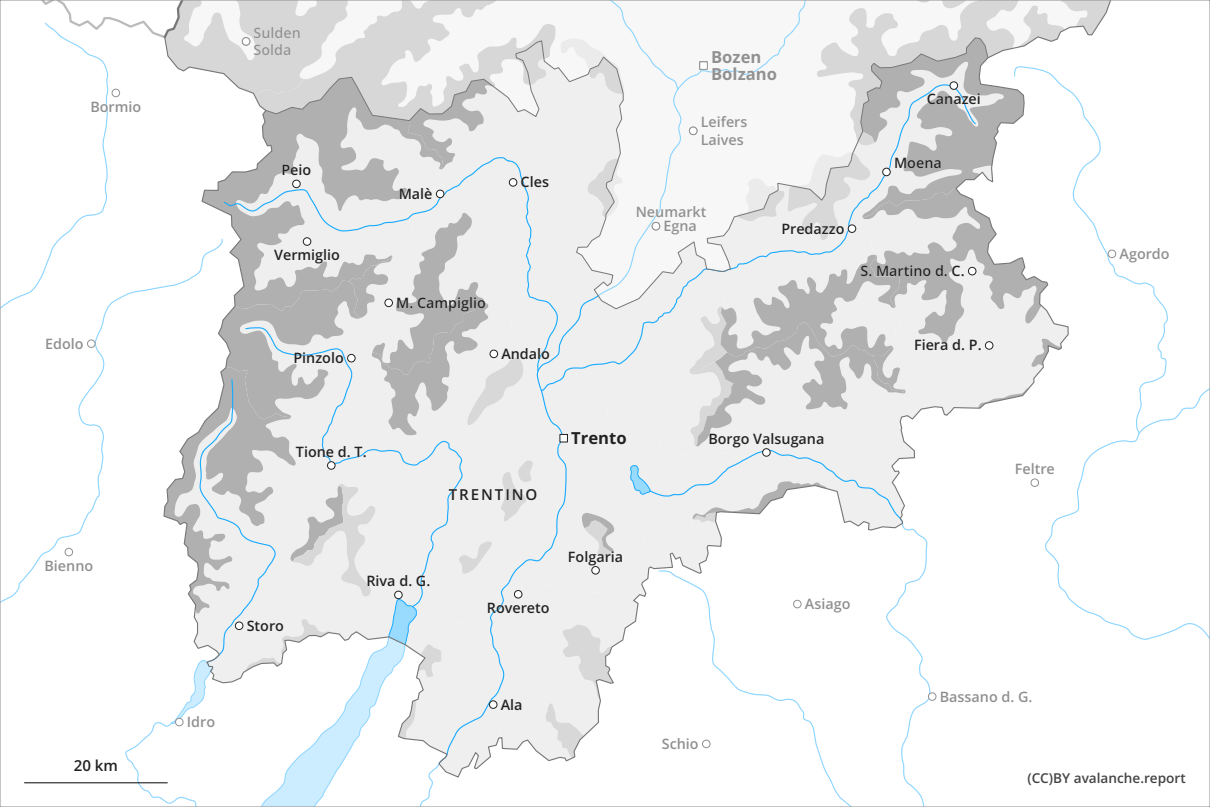 Sulden
Solda
Bozen
Bolzano
Bormio
Canazei
Leifers
Laives
Moena
Peio
Malè
Cles
Neumarkt
Egna
Predazzo
Vermiglio
Agordo
S. Martino d. C.
M. Campiglio
Edolo
Pinzolo
Andalo
Fiera d. P.
Trento
Borgo Valsugana
Tione d. T.
Feltre
TRENTINO
Folgaria
Bienno
Riva d. G.
Rovereto
Asiago
Storo
Bassano d. G.
Ala
Idro
Schio
20 km
(CC)BY avalanche.report